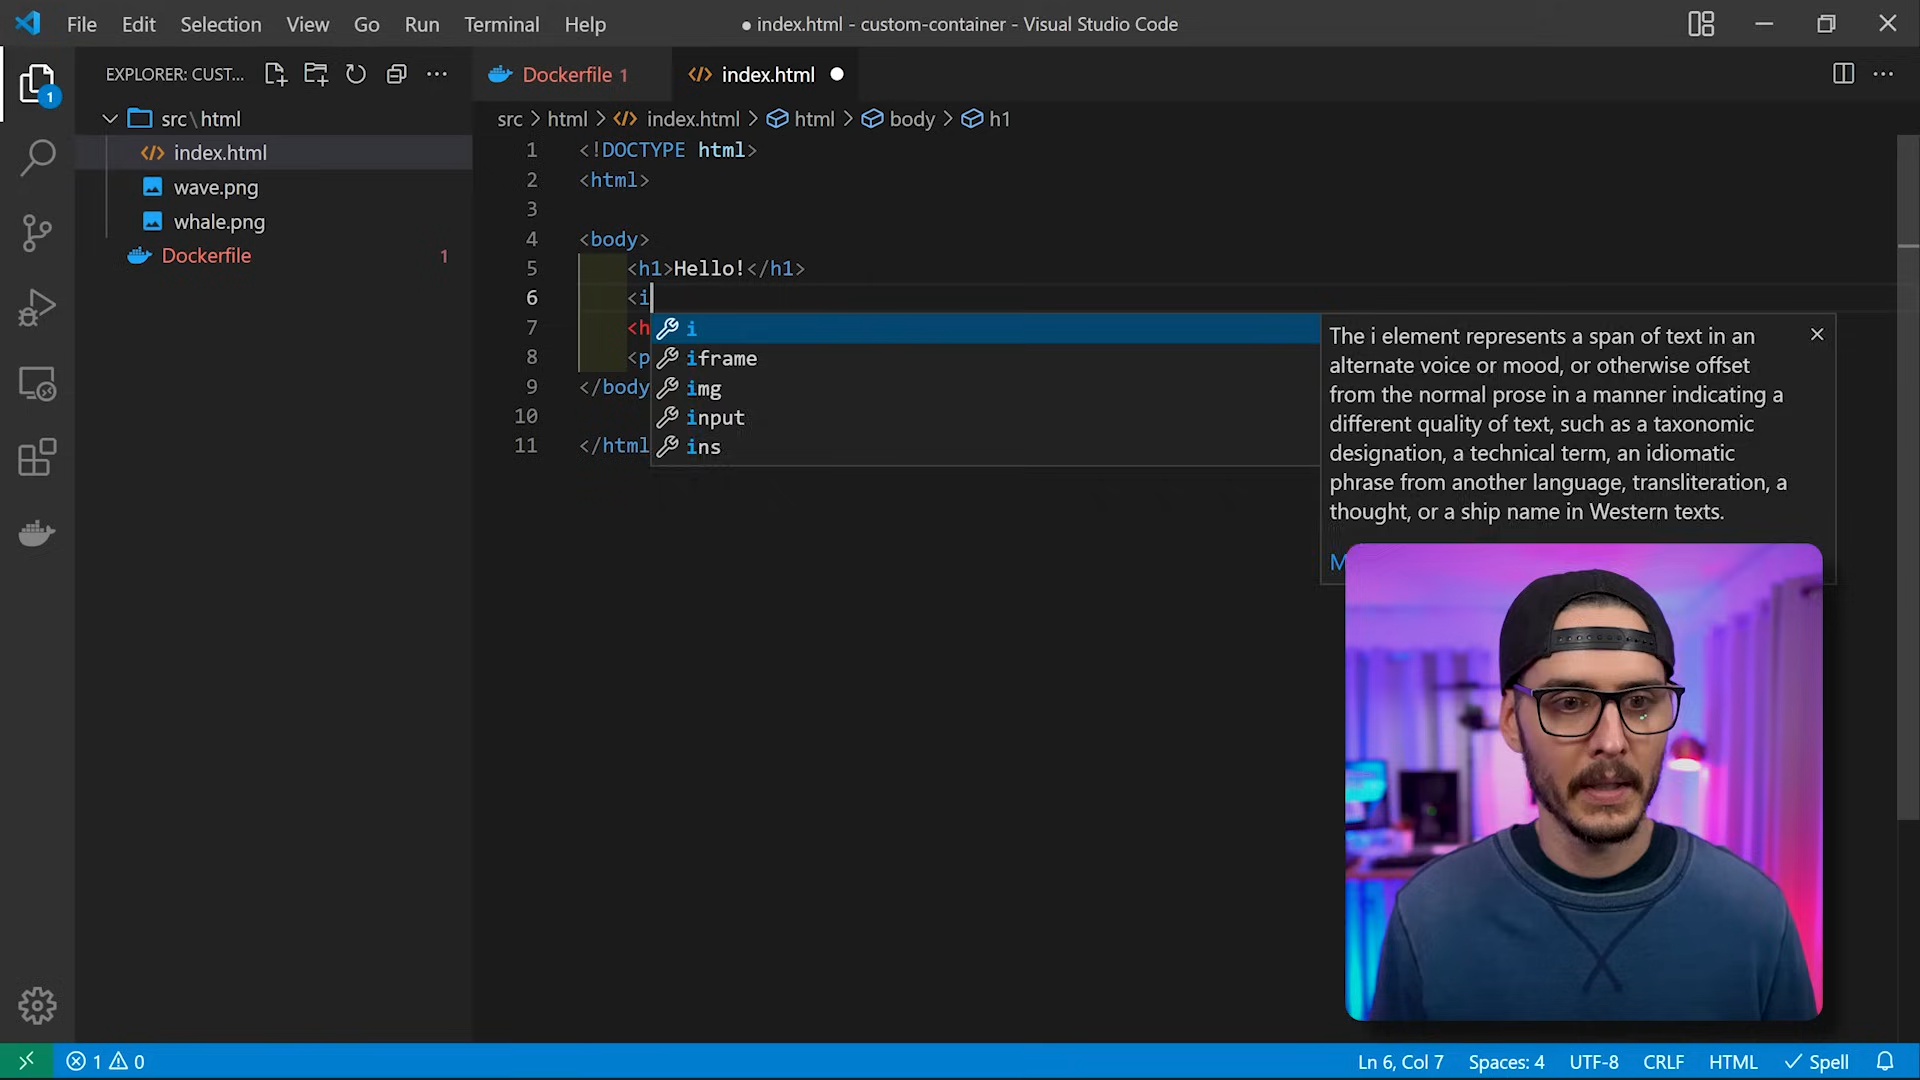 File Edit Selection View Go Run Terminal Help
● index.html - custom-container - Visual Studio Code
EXPLORER: CUST...
Dockerfile 1
index.html
src > html > index.html > html > body > h1
src\html
index.html
wave.png
whale.png
Dockerfile 1
1
1 <!DOCTYPE html>
2 <html>
3
4 <body>
5 <h1>Hello!</h1>
6 <i
7 <h
8 <p
9 </body
10
11 </html
i
iframe
img
input
ins
The i element represents a span of text in an
alternate voice or mood, or otherwise offset
from the normal prose in a manner indicating a
different quality of text, such as a taxonomic
designation, a technical term, an idiomatic
phrase from another language, transliteration, a
thought, or a ship name in Western texts.
M
1 0
Ln 6, Col 7 Spaces: 4 UTF-8 CRLF HTML Spell